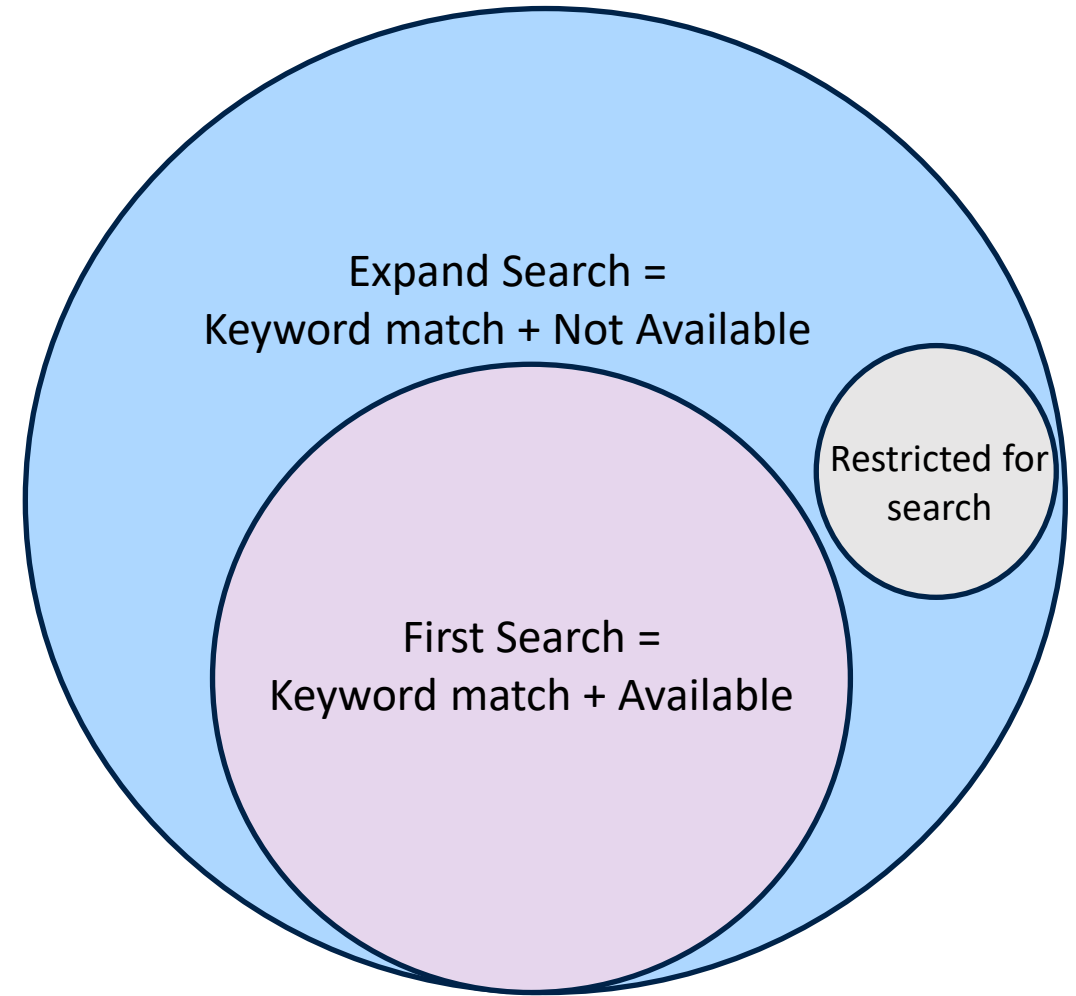 Expand Search =
Keyword match + Not Available
Restricted for
search
First Search =
Keyword match + Available